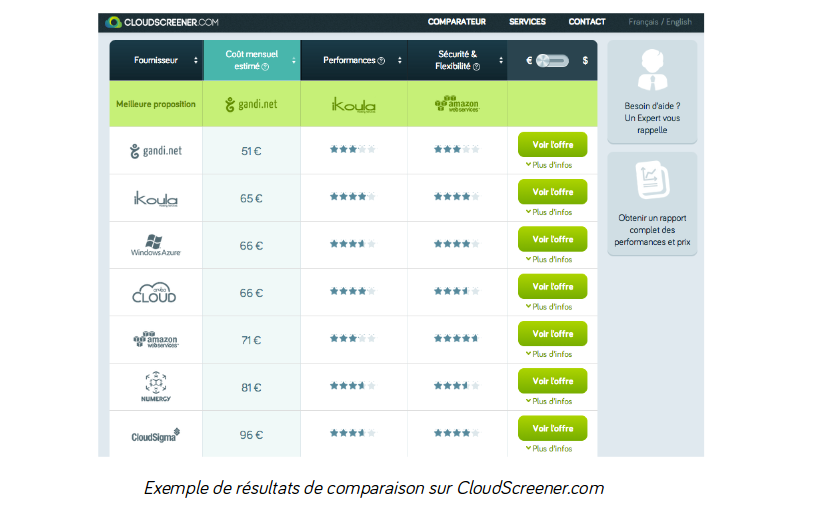 CLOUDSCREENER.COM COMPARATEUR SERVICES CONTACT Français / English
Fournisseur Coût mensuel estimé ? Performances ? Sécurité & Flexibilité ? € $
Meilleure proposition gandi.net ikoula amazon webservices
gandi.net 51 € Voir l'offre
Plus d'infos
ikoula 65 € Voir l'offre
Plus d'infos
Windows Azure 66 € Voir l'offre
Plus d'infos
CLOUD 66 € Voir l'offre
Plus d'infos
amazon webservices 71 € Voir l'offre
Plus d'infos
NUMERGY 81 € Voir l'offre
Plus d'infos
CloudSigma 96 € Voir l'offre
Plus d'infos
Besoin d'aide ?
Un Expert vous
rappelle
Obtenir un rapport
complet des
performances et prix
Exemple de résultats de comparaison sur CloudScreener.com